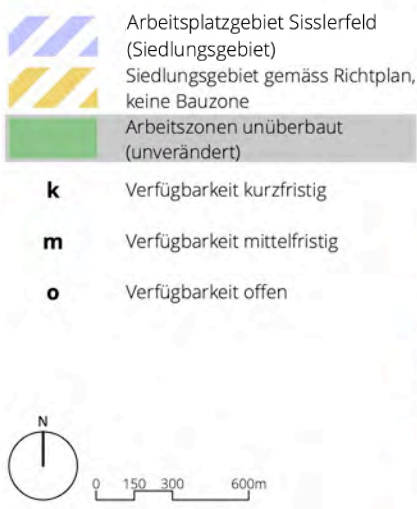 Arbeitsplatzgebiet Sisslerfeld
(Siedlungsgebiet)
Siedlungsgebiet gemäss Richtplan,
keine Bauzone
Arbeitszonen unüberbaut
(unverändert)
k Verfügbarkeit kurzfristig
m Verfügbarkeit mittelfristig
o Verfügbarkeit offen
N
0 150 300 600m